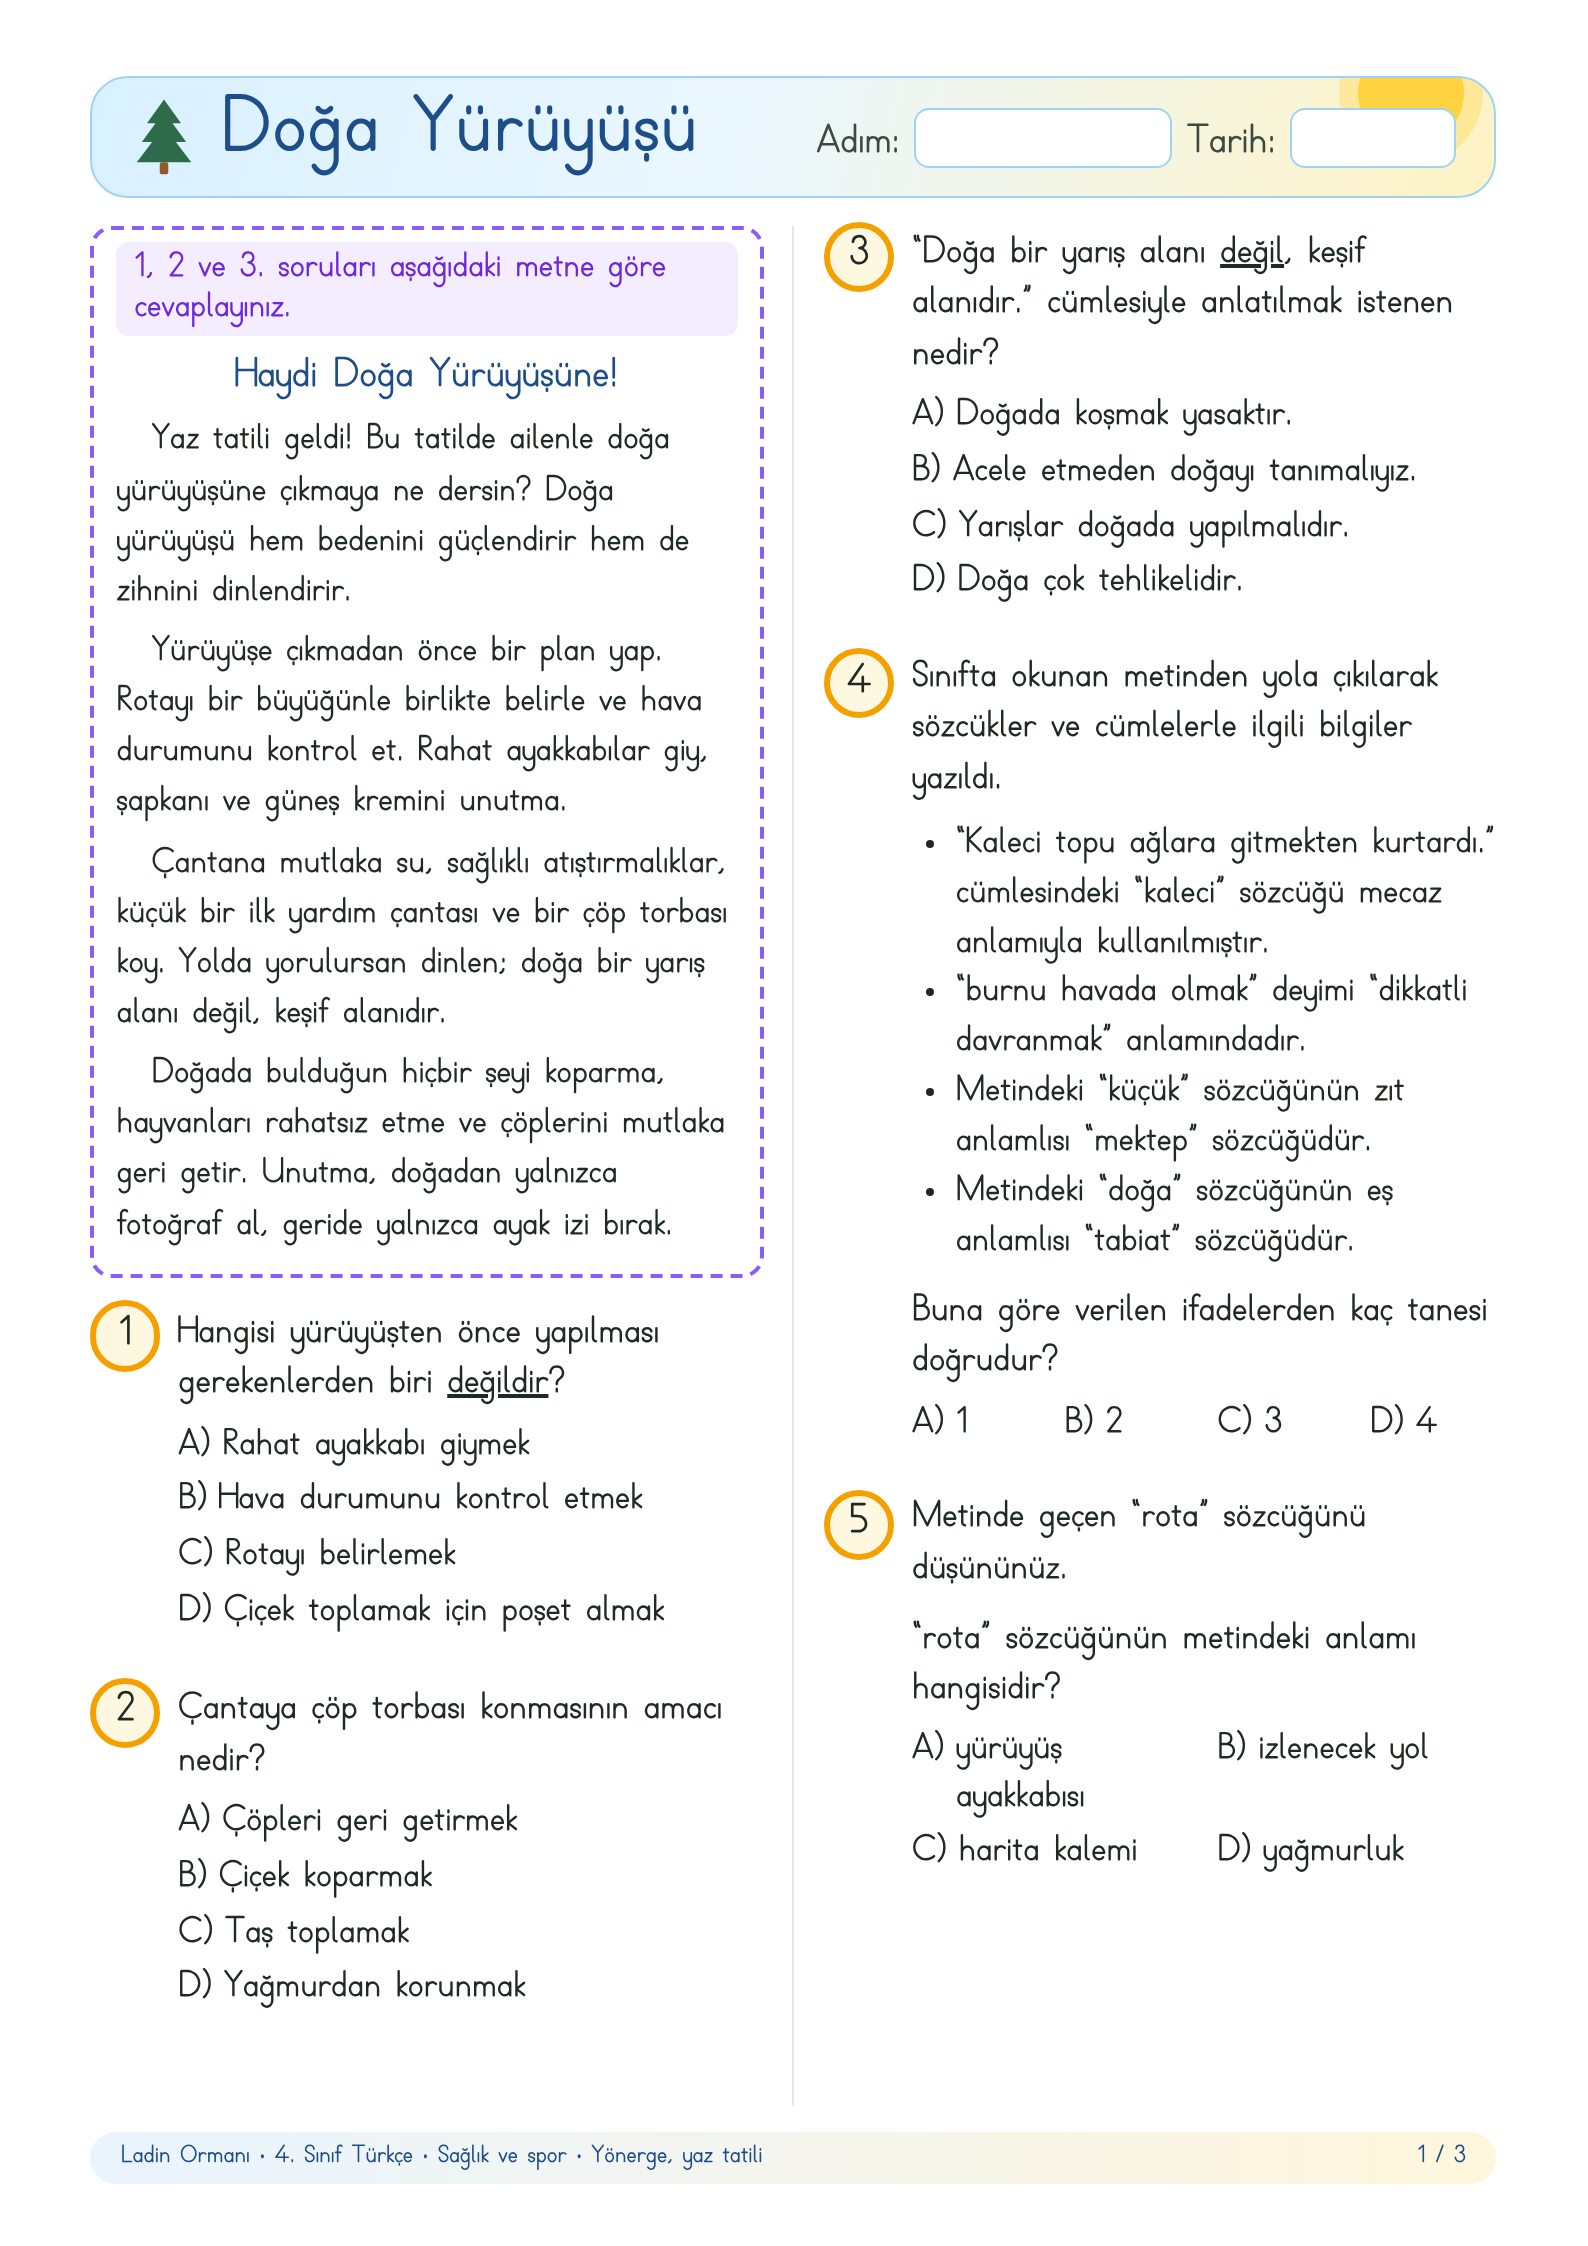 Doğa Yürüyüşü
Adım:
Tarih:
1, 2 ve 3. soruları aşağıdaki metne göre
cevaplayınız.
Haydi Doğa Yürüyüşüne!
Yaz tatili geldi! Bu tatilde ailenle doğa
yürüyüşüne çıkmaya ne dersin? Doğa
yürüyüşü hem bedenini güçlendirir hem de
zihnini dinlendirir.
Yürüyüşe çıkmadan önce bir plan yap.
Rotayı bir büyüğünle birlikte belirle ve hava
durumunu kontrol et. Rahat ayakkabılar giy,
şapkanı ve güneş kremini unutma.
Çantana mutlaka su, sağlıklı atıştırmalıklar,
küçük bir ilk yardım çantası ve bir çöp torbası
koy. Yolda yorulursan dinlen; doğa bir yarış
alanı değil, keşif alanıdır.
Doğada bulduğun hiçbir şeyi koparma,
hayvanları rahatsız etme ve çöplerini mutlaka
geri getir. Unutma, doğadan yalnızca
fotoğraf al, geride yalnızca ayak izi bırak.
1
Hangisi yürüyüşten önce yapılması
gerekenlerden biri değildir?
A) Rahat ayakkabı giymek
B) Hava durumunu kontrol etmek
C) Rotayı belirlemek
D) Çiçek toplamak için poşet almak
2
Çantaya çöp torbası konmasının amacı
nedir?
A) Çöpleri geri getirmek
B) Çiçek koparmak
C) Taş toplamak
D) Yağmurdan korunmak
3
“Doğa bir yarış alanı değil, keşif
alanıdır.” cümlesiyle anlatılmak istenen
nedir?
A) Doğada koşmak yasaktır.
B) Acele etmeden doğayı tanımalıyız.
C) Yarışlar doğada yapılmalıdır.
D) Doğa çok tehlikelidir.
4
Sınıfta okunan metinden yola çıkılarak
sözcükler ve cümlelerle ilgili bilgiler
yazıldı.
• “Kaleci topu ağlara gitmekten kurtardı.”
cümlesindeki “kaleci” sözcüğü mecaz
anlamıyla kullanılmıştır.
• “burnu havada olmak” deyimi “dikkatli
davranmak” anlamındadır.
• Metindeki “küçük” sözcüğünün zıt
anlamlısı “mektep” sözcüğüdür.
• Metindeki “doğa” sözcüğünün eş
anlamlısı “tabiat” sözcüğüdür.
Buna göre verilen ifadelerden kaç tanesi
doğrudur?
A) 1 B) 2 C) 3 D) 4
5
Metinde geçen “rota” sözcüğünü
düşününüz.
“rota” sözcüğünün metindeki anlamı
hangisidir?
A) yürüyüş
ayakkabısı
B) izlenecek yol
C) harita kalemi
D) yağmurluk
Ladin Ormanı • 4. Sınıf Türkçe • Sağlık ve spor • Yönerge, yaz tatili
1 / 3